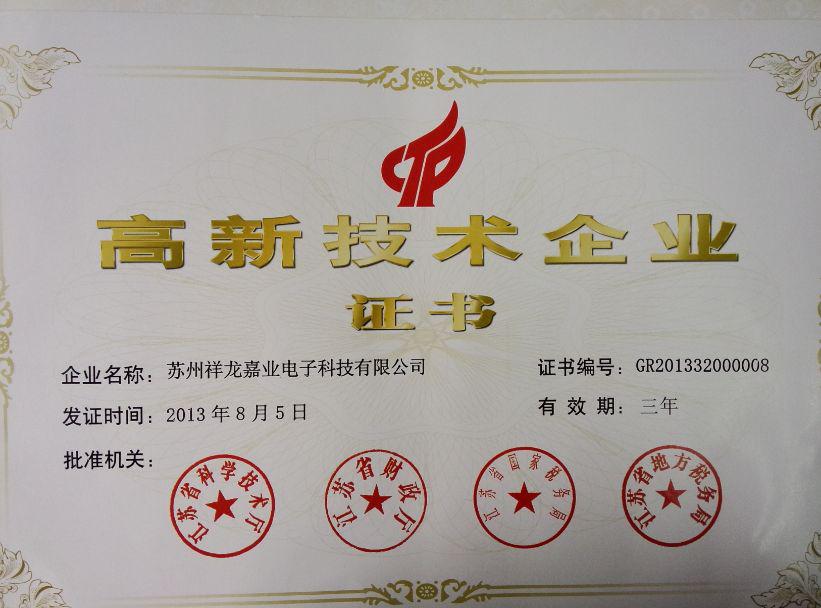 高新技术企业
证书
企业名称：苏州祥龙嘉业电子科技有限公司
证书编号：GR201332000008
发证时间：2013年8月5日
有效期：三年
批准机关：
江苏省科学技术厅
江苏省财政厅
江苏省国家税务局
江苏省地方税务局